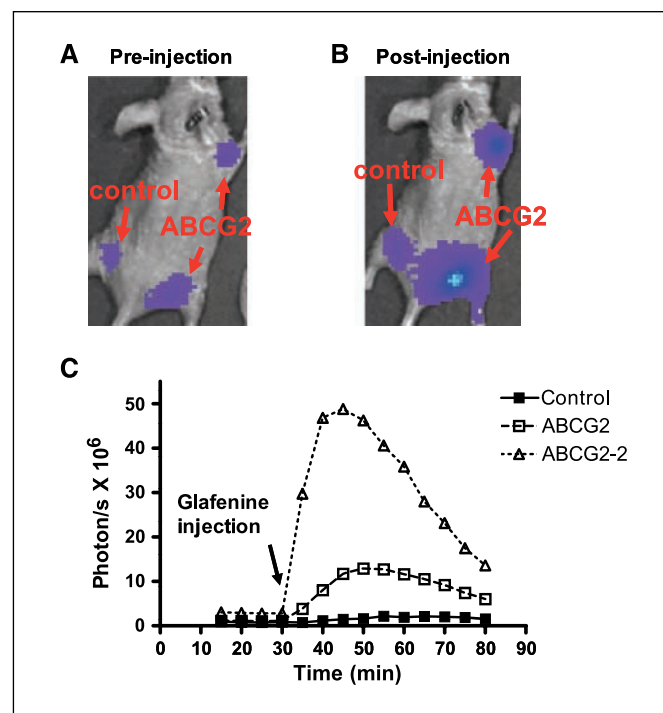 A Pre-injection
B Post-injection
control
ABCG2
control
ABCG2
C
Control
ABCG2
ABCG2-2
Glafenine
injection
Photon/s X 10⁶
50
40
30
20
10
0
0 10 20 30 40 50 60 70 80 90
Time (min)